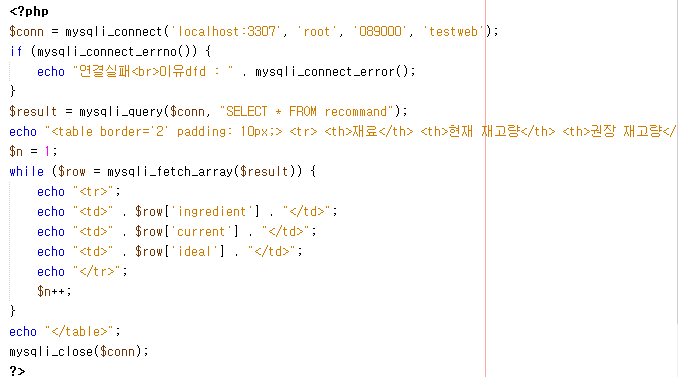 <?php
$conn = mysqli_connect('localhost:3307', 'root', '089000', 'testweb');
if (mysqli_connect_errno()) {
echo "연결실패<br>이유dfd : " . mysqli_connect_error();
}
$result = mysqli_query($conn, "SELECT * FROM recommand");
echo "<table border='2' padding: 10px;> <tr> <th>재료</th> <th>현재 재고량</th> <th>권장 재고량</
$n = 1;
while ($row = mysqli_fetch_array($result)) {
echo "<tr>";
echo "<td>" . $row['ingredient'] . "</td>";
echo "<td>" . $row['current'] . "</td>";
echo "<td>" . $row['ideal'] . "</td>";
echo "</tr>";
$n++;
}
echo "</table>";
mysqli_close($conn);
?>